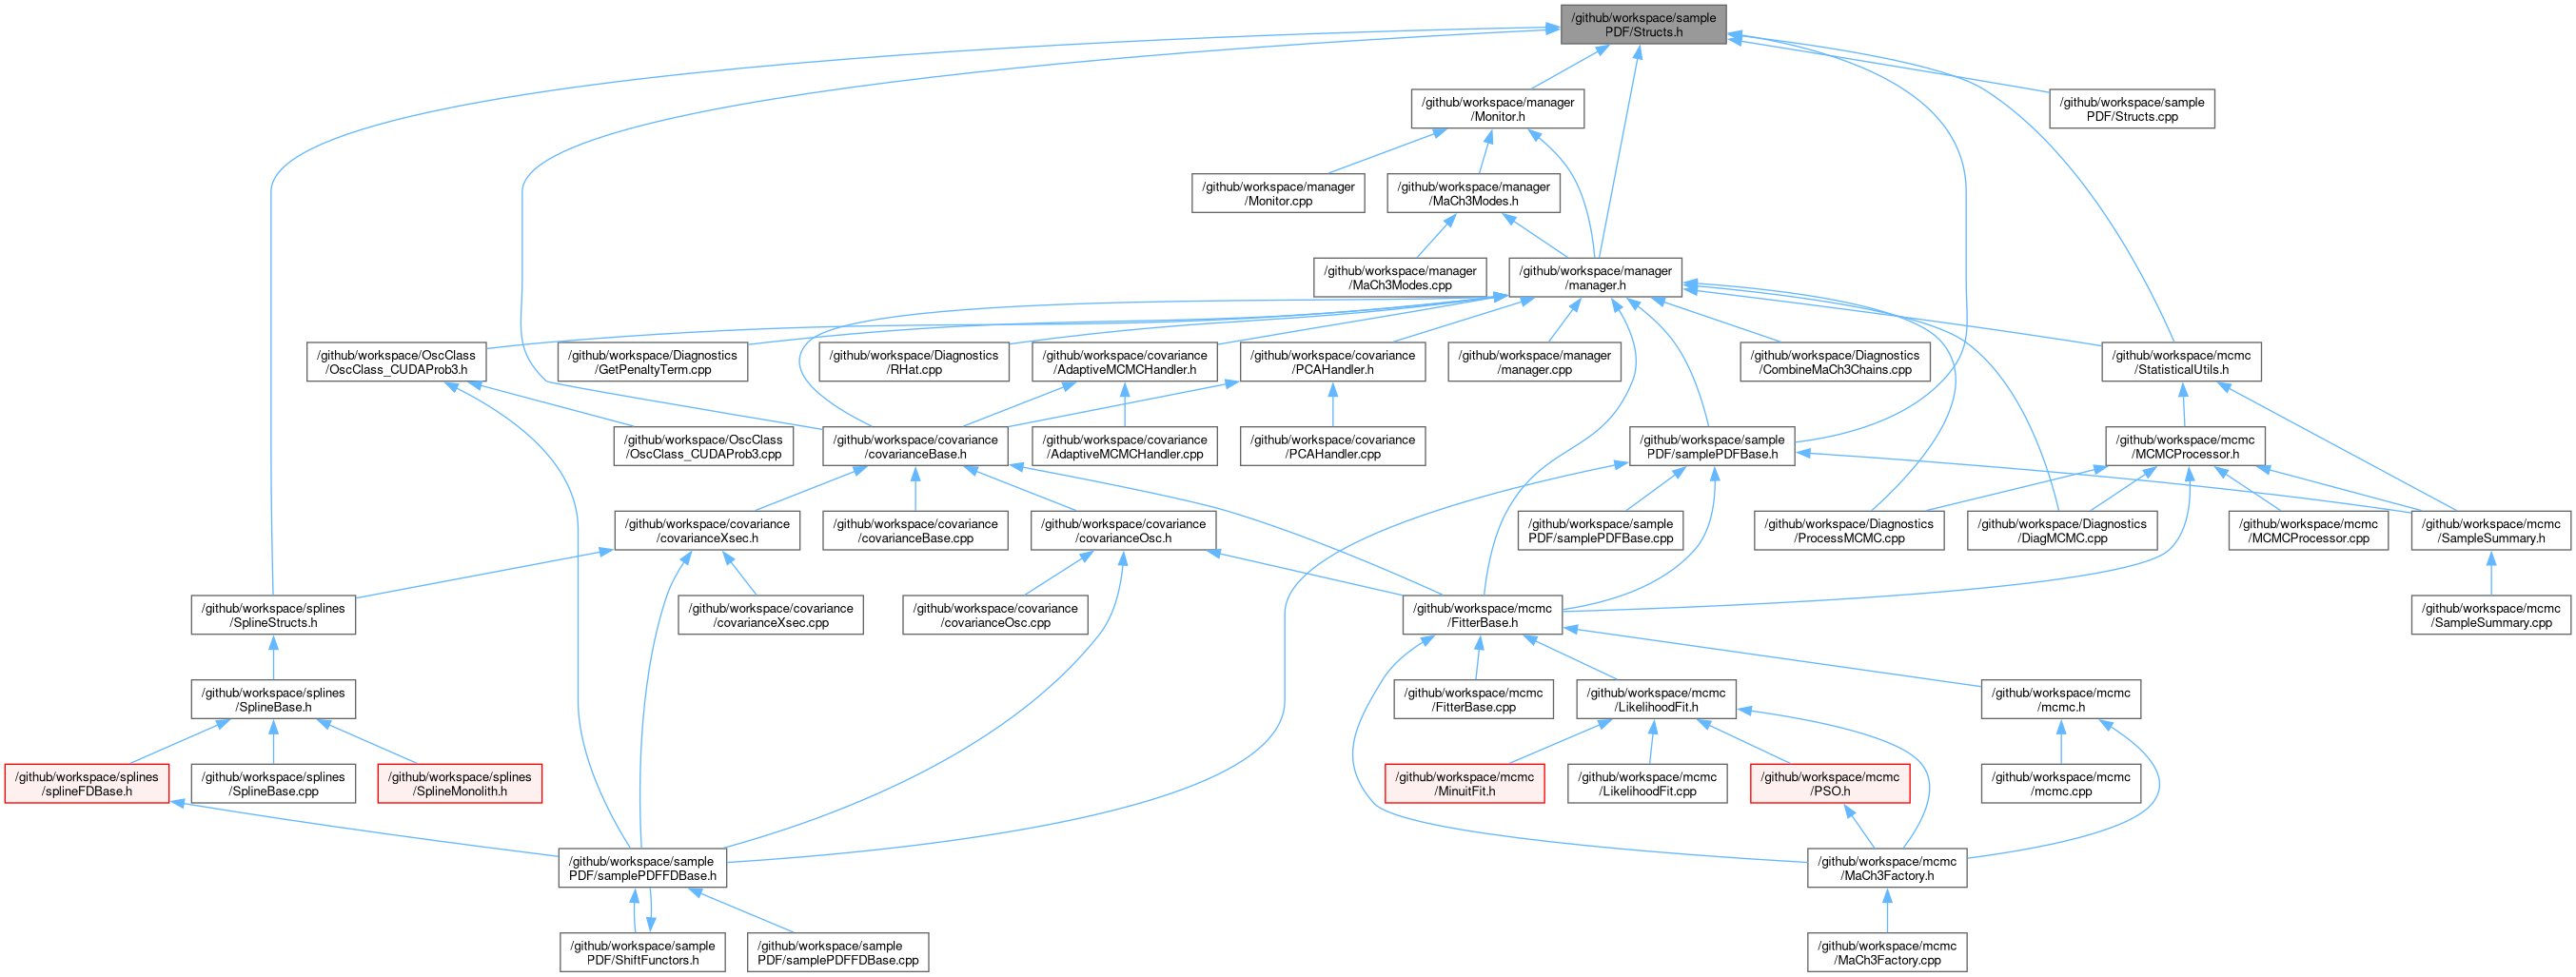 /github/workspace/sample
PDF/Structs.h
/github/workspace/manager
/Monitor.h
/github/workspace/sample
PDF/Structs.cpp
/github/workspace/manager
/Monitor.cpp
/github/workspace/manager
/MaCh3Modes.h
/github/workspace/manager
/MaCh3Modes.cpp
/github/workspace/manager
/manager.h
/github/workspace/OscClass
/OscClass_CUDAProb3.h
/github/workspace/Diagnostics
/GetPenaltyTerm.cpp
/github/workspace/Diagnostics
/RHat.cpp
/github/workspace/covariance
/AdaptiveMCMCHandler.h
/github/workspace/covariance
/PCAHandler.h
/github/workspace/manager
/manager.cpp
/github/workspace/Diagnostics
/CombineMaCh3Chains.cpp
/github/workspace/mcmc
/StatisticalUtils.h
/github/workspace/OscClass
/OscClass_CUDAProb3.cpp
/github/workspace/covariance
/covarianceBase.h
/github/workspace/covariance
/AdaptiveMCMCHandler.cpp
/github/workspace/covariance
/PCAHandler.cpp
/github/workspace/sample
PDF/samplePDFBase.h
/github/workspace/mcmc
/MCMCProcessor.h
/github/workspace/covariance
/covarianceXsec.h
/github/workspace/covariance
/covarianceBase.cpp
/github/workspace/covariance
/covarianceOsc.h
/github/workspace/sample
PDF/samplePDFBase.cpp
/github/workspace/Diagnostics
/ProcessMCMC.cpp
/github/workspace/Diagnostics
/DiagMCMC.cpp
/github/workspace/mcmc
/MCMCProcessor.cpp
/github/workspace/mcmc
/SampleSummary.h
/github/workspace/splines
/SplineStructs.h
/github/workspace/covariance
/covarianceXsec.cpp
/github/workspace/covariance
/covarianceOsc.cpp
/github/workspace/mcmc
/FitterBase.h
/github/workspace/mcmc
/SampleSummary.cpp
/github/workspace/splines
/SplineBase.h
/github/workspace/mcmc
/FitterBase.cpp
/github/workspace/mcmc
/LikelihoodFit.h
/github/workspace/mcmc
/mcmc.h
/github/workspace/splines
/splineFDBase.h
/github/workspace/splines
/SplineBase.cpp
/github/workspace/splines
/SplineMonolith.h
/github/workspace/mcmc
/MinuitFit.h
/github/workspace/mcmc
/LikelihoodFit.cpp
/github/workspace/mcmc
/PSO.h
/github/workspace/mcmc
/mcmc.cpp
/github/workspace/sample
PDF/samplePDFFDBase.h
/github/workspace/mcmc
/MaCh3Factory.h
/github/workspace/sample
PDF/ShiftFunctors.h
/github/workspace/sample
PDF/samplePDFFDBase.cpp
/github/workspace/mcmc
/MaCh3Factory.cpp